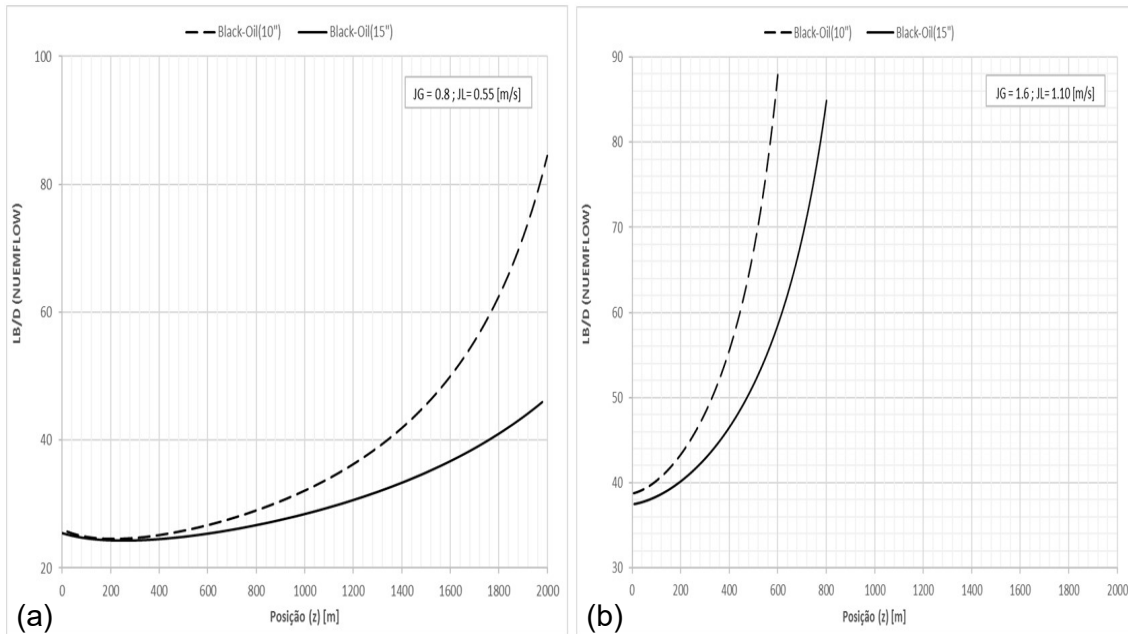 Black-Oil(10") Black-Oil(15")
100
80
60
40
20
LB/D (NUEMFLOW)
JG = 0.8 ; JL= 0.55 [m/s]
0 200 400 600 800 1000 1200 1400 1600 1800 2000
Posição (z) [m]
(a)
Black-Oil(10") Black-Oil(15")
90
80
70
60
50
40
30
LB/D (NUEMFLOW)
JG = 1.6 ; JL= 1.10 [m/s]
0 200 400 600 800 1000 1200 1400 1600 1800 2000
Posição (z) [m]
(b)